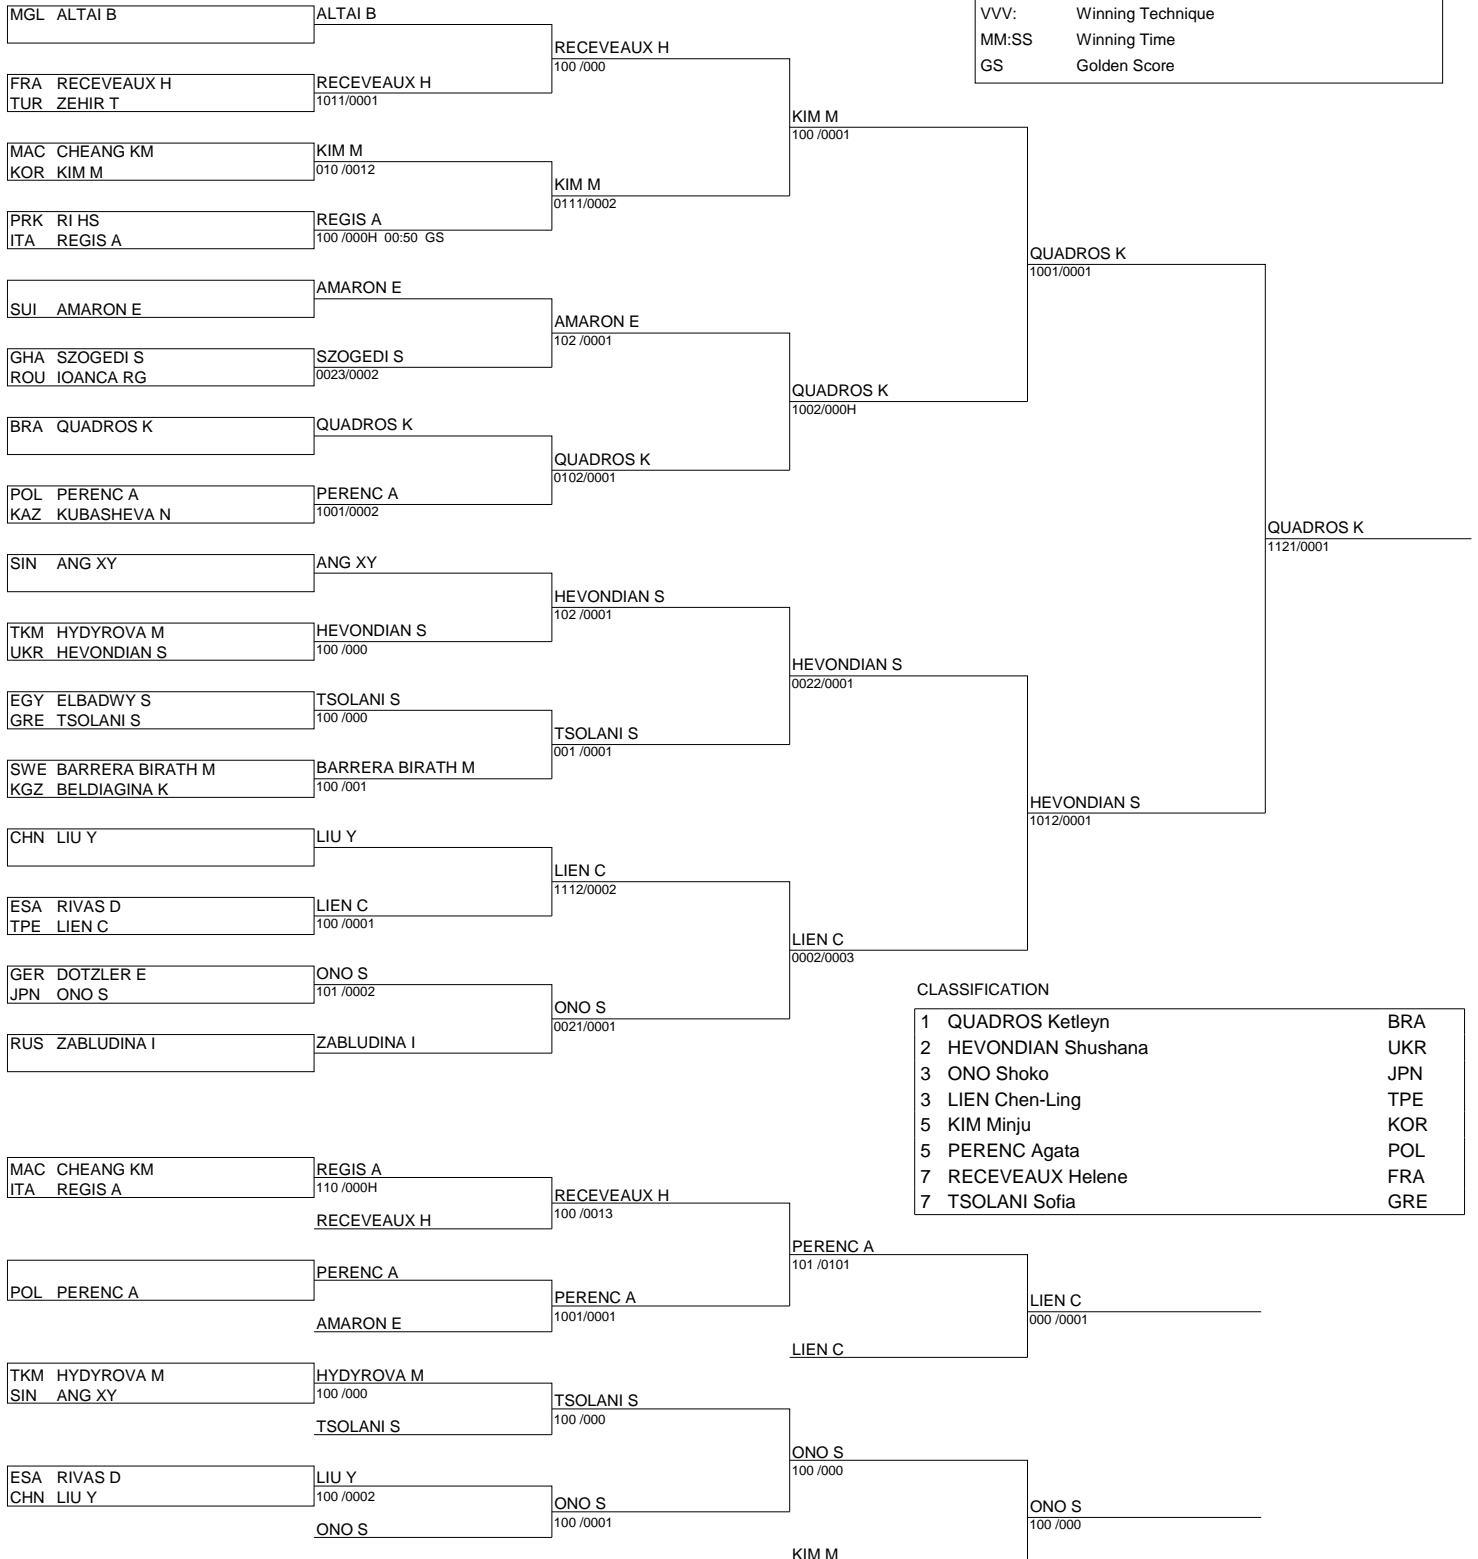 VVV: Winning Technique
MM:SS Winning Time
GS Golden Score
MGL ALTAI B
FRA RECEVEAUX H
TUR ZEHIR T
MAC CHEANG KM
KOR KIM M
PRK RI HS
ITA REGIS A
SUI AMARON E
GHA SZOGEDI S
ROU IOANCA RG
BRA QUADROS K
POL PERENC A
KAZ KUBASHEVA N
SIN ANG XY
TKM HYDYROVA M
UKR HEVONDIAN S
EGY ELBADWY S
GRE TSOLANI S
SWE BARRERA BIRATH M
KGZ BELDIAGINA K
CHN LIU Y
ESA RIVAS D
TPE LIEN C
GER DOTZLER E
JPN ONO S
RUS ZABLUDINA I
ALTAI B
RECEVEAUX H
1011/0001
KIM M
010 /0012
REGIS A
100 /000H 00:50 GS
AMARON E
SZOGEDI S
0023/0002
QUADROS K
PERENC A
1001/0002
ANG XY
HEVONDIAN S
100 /000
TSOLANI S
100 /000
BARRERA BIRATH M
100 /001
LIU Y
LIEN C
100 /0001
ONO S
101 /0002
ZABLUDINA I
RECEVEAUX H
100 /000
KIM M
0111/0002
AMARON E
102 /0001
QUADROS K
0102/0001
HEVONDIAN S
102 /0001
TSOLANI S
001 /0001
LIEN C
1112/0002
ONO S
0021/0001
KIM M
100 /0001
QUADROS K
1002/000H
HEVONDIAN S
0022/0001
LIEN C
0002/0003
QUADROS K
1001/0001
HEVONDIAN S
1012/0001
QUADROS K
1121/0001
CLASSIFICATION
1 QUADROS Ketleyn BRA
2 HEVONDIAN Shushana UKR
3 ONO Shoko JPN
3 LIEN Chen-Ling TPE
5 KIM Minju KOR
5 PERENC Agata POL
7 RECEVEAUX Helene FRA
7 TSOLANI Sofia GRE
MAC CHEANG KM
ITA REGIS A
POL PERENC A
TKM HYDYROVA M
SIN ANG XY
ESA RIVAS D
CHN LIU Y
REGIS A
110 /000H
RECEVEAUX H
PERENC A
AMARON E
HYDYROVA M
100 /000
TSOLANI S
LIU Y
100 /0002
ONO S
RECEVEAUX H
100 /0013
PERENC A
1001/0001
TSOLANI S
100 /000
ONO S
100 /0001
PERENC A
101 /0101
LIEN C
ONO S
100 /000
KIM M
LIEN C
000 /0001
ONO S
100 /000